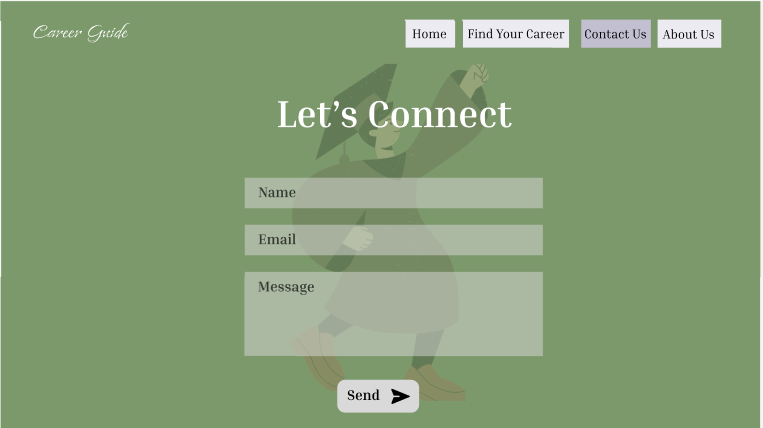 Career Guide
Home
Find Your Career
Contact Us
About Us
Let’s Connect
Name
Email
Message
Send